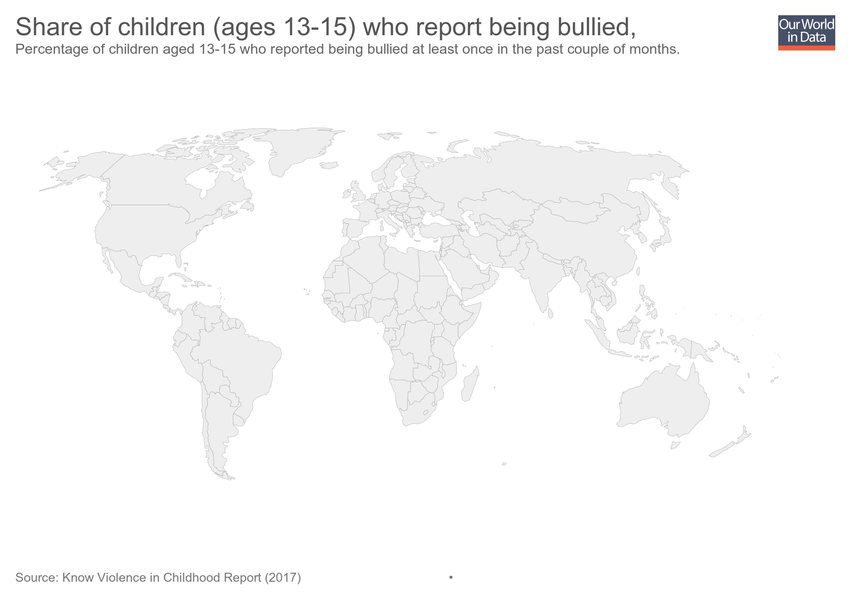 Share of children (ages 13-15) who report being bullied,
Percentage of children aged 13-15 who reported being bullied at least once in the past couple of months.
Our World
in Data
Source: Know Violence in Childhood Report (2017)
•